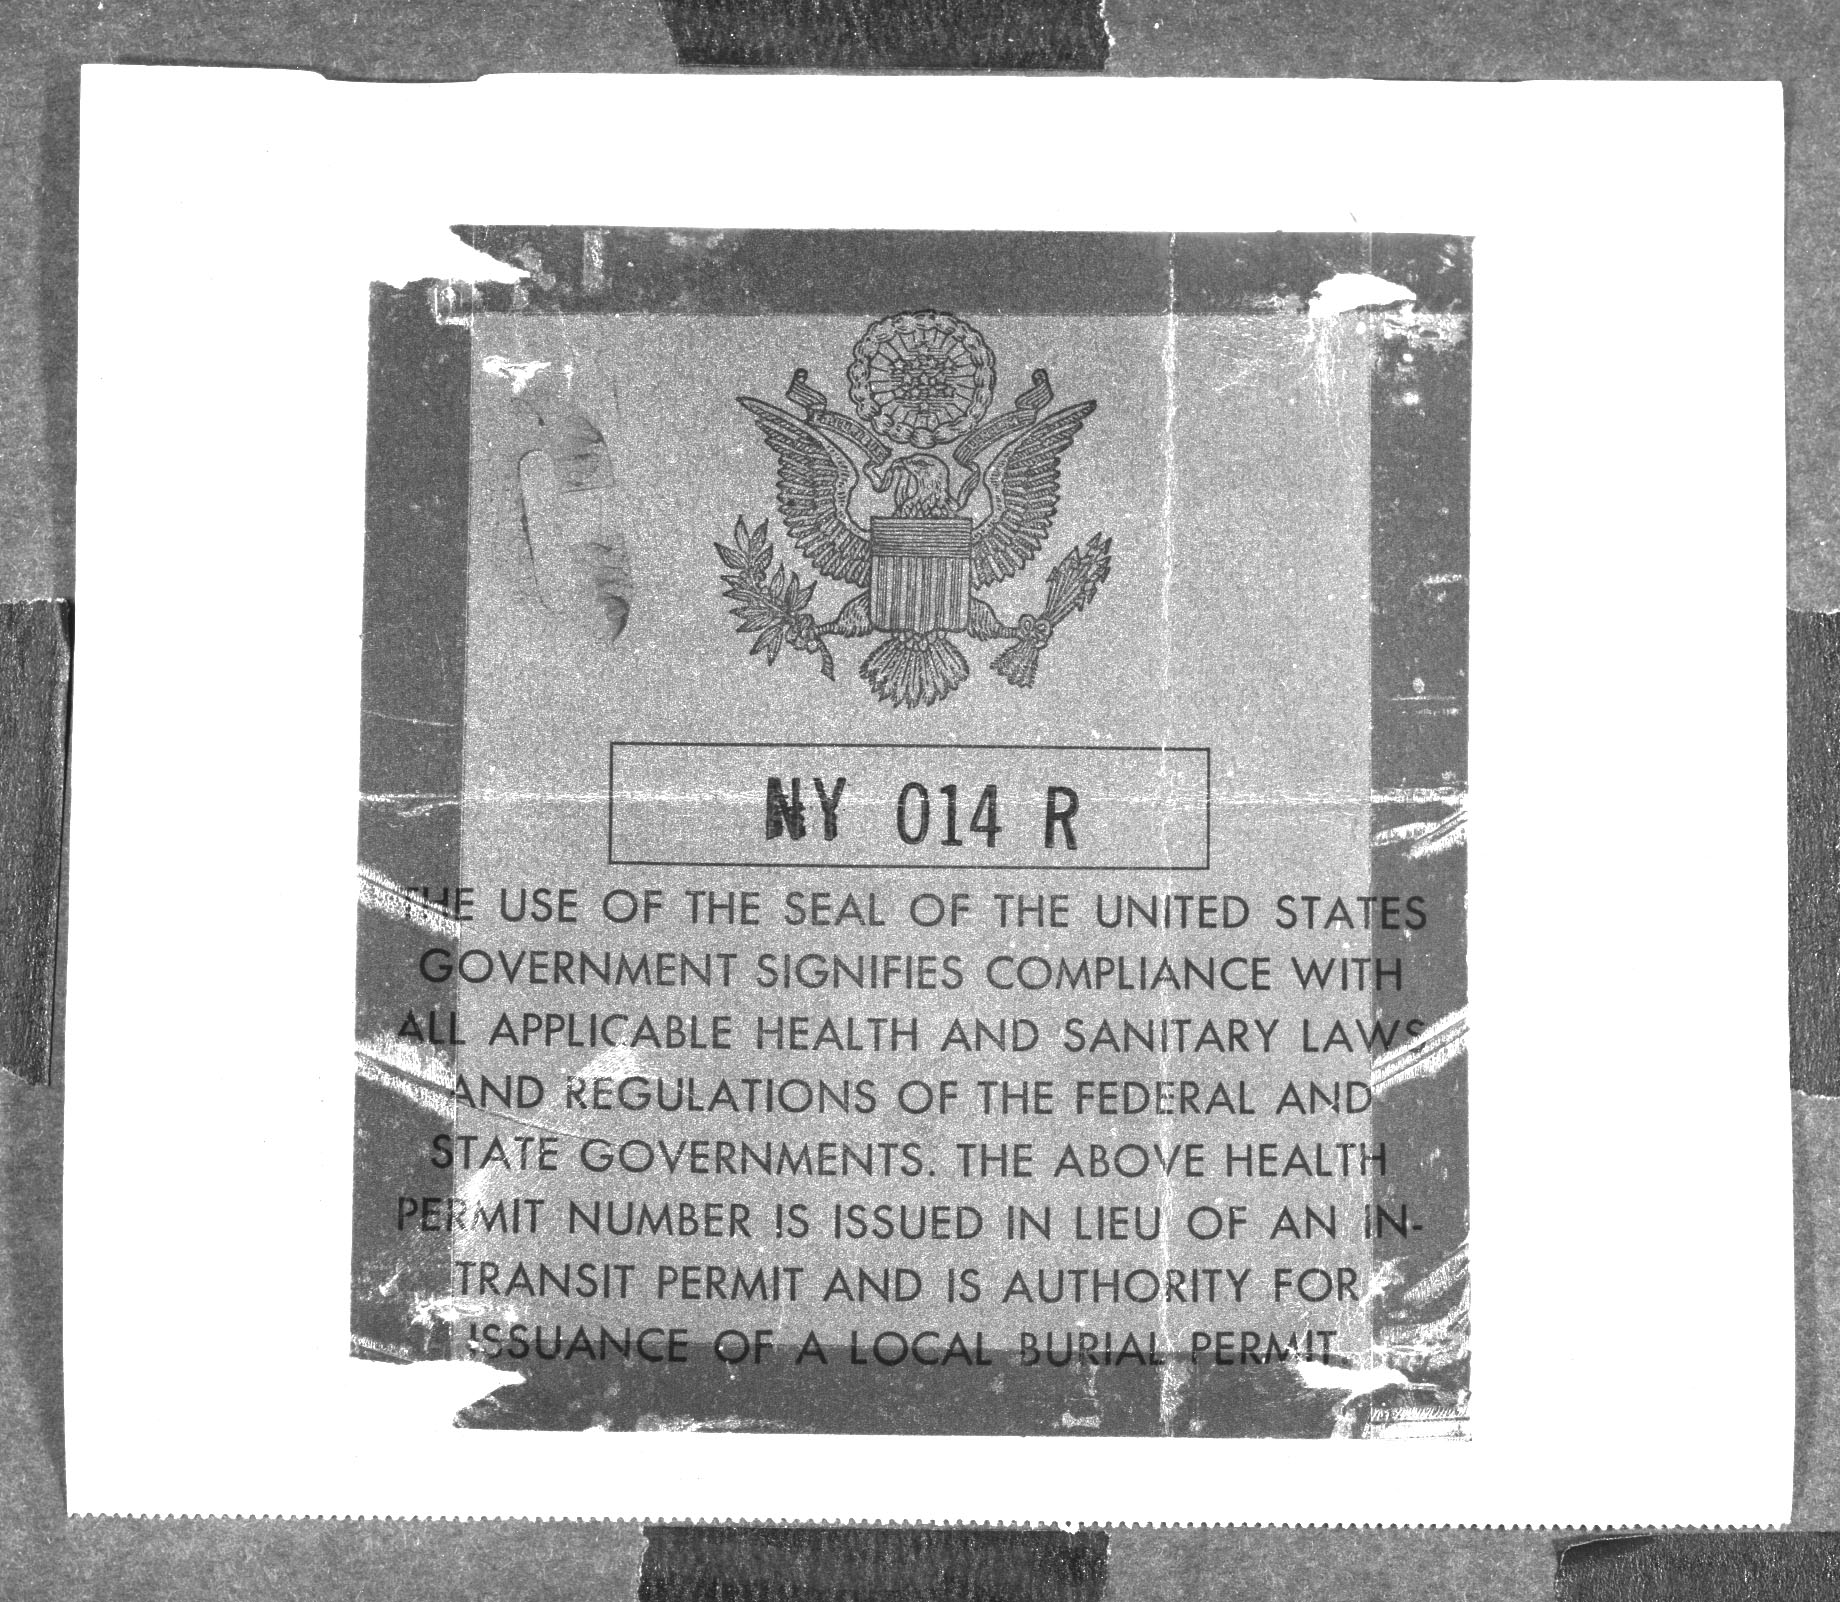 NY 014 R
THE USE OF THE SEAL OF THE UNITED STATES
GOVERNMENT SIGNIFIES COMPLIANCE WITH
ALL APPLICABLE HEALTH AND SANITARY LAWS
AND REGULATIONS OF THE FEDERAL AND
STATE GOVERNMENTS. THE ABOVE HEALTH
PERMIT NUMBER IS ISSUED IN LIEU OF AN IN-
TRANSIT PERMIT AND IS AUTHORITY FOR
ISSUANCE OF A LOCAL BURIAL PERMIT.